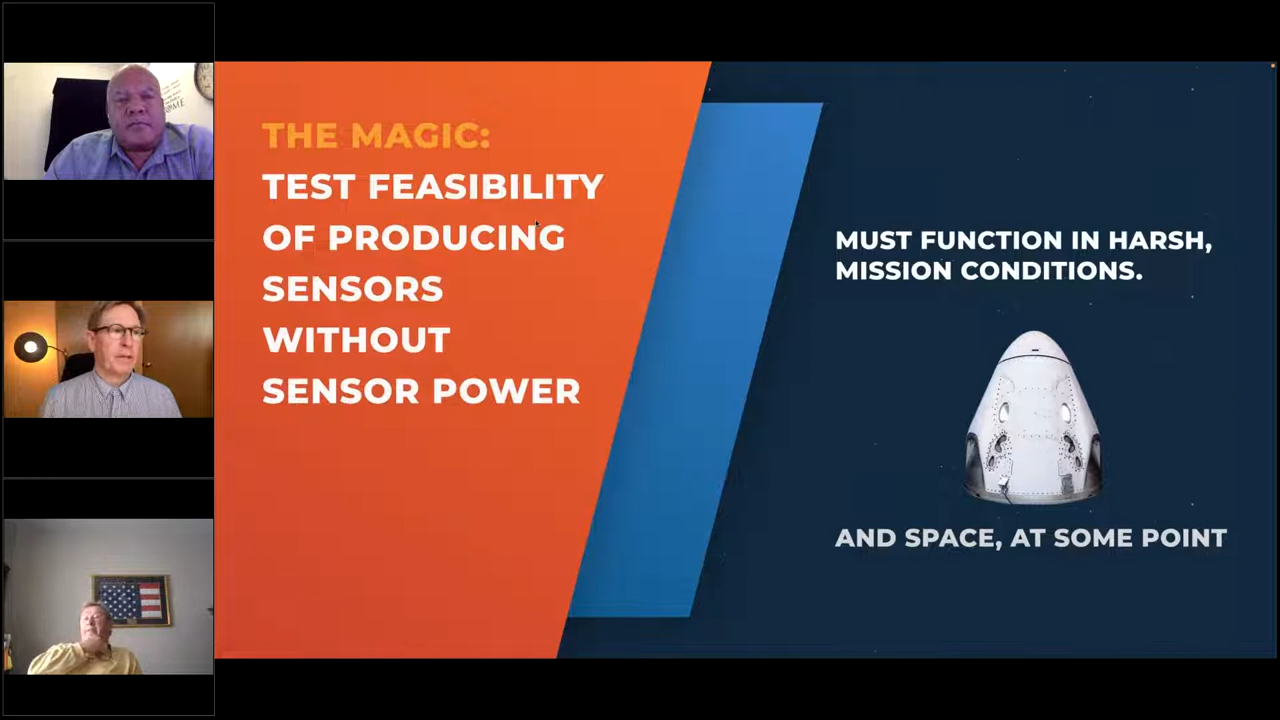 THE MAGIC:
TEST FEASIBILITY
OF PRODUCING
SENSORS
WITHOUT
SENSOR POWER
MUST FUNCTION IN HARSH,
MISSION CONDITIONS.
AND SPACE, AT SOME POINT